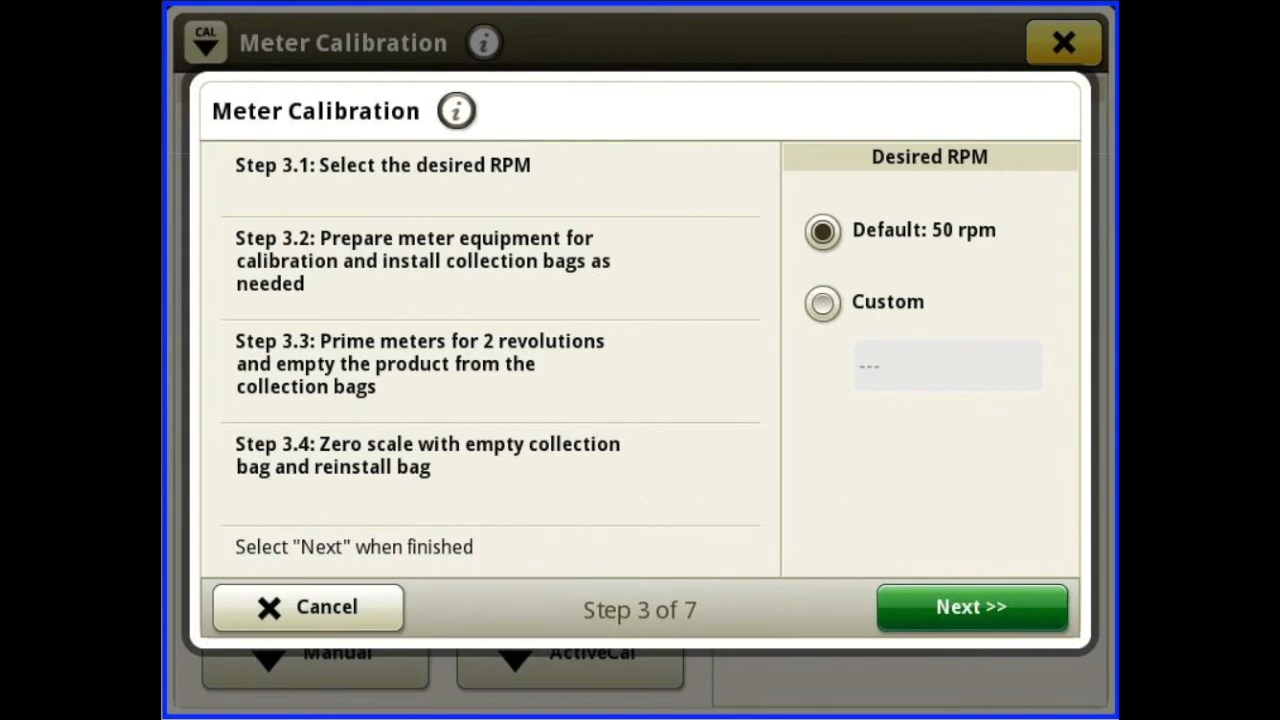 CAL
Meter Calibration
Meter Calibration
Step 3.1: Select the desired RPM
Step 3.2: Prepare meter equipment for
calibration and install collection bags as
needed
Step 3.3: Prime meters for 2 revolutions
and empty the product from the
collection bags
Step 3.4: Zero scale with empty collection
bag and reinstall bag
Select "Next" when finished
Desired RPM
Default: 50 rpm
Custom
---
Cancel
Step 3 of 7
Next >>
Manual
ActiveCal